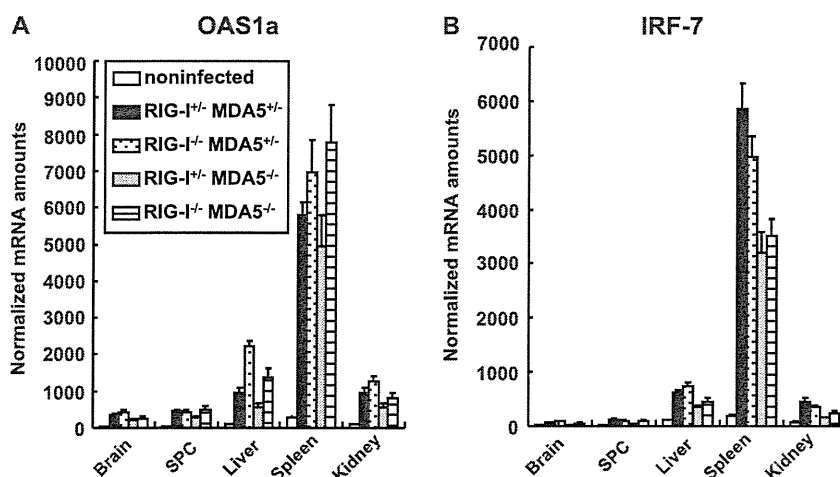 A
OAS1a
Normalized mRNA amounts
10000
9000
8000
7000
6000
5000
4000
3000
2000
1000
0
noninfected
RIG-I+/- MDA5+/-
RIG-I-/- MDA5+/-
RIG-I+/- MDA5-/-
RIG-I-/- MDA5-/-
Brain
SPC
Liver
Spleen
Kidney
B
IRF-7
Normalized mRNA amounts
7000
6000
5000
4000
3000
2000
1000
0
Brain
SPC
Liver
Spleen
Kidney